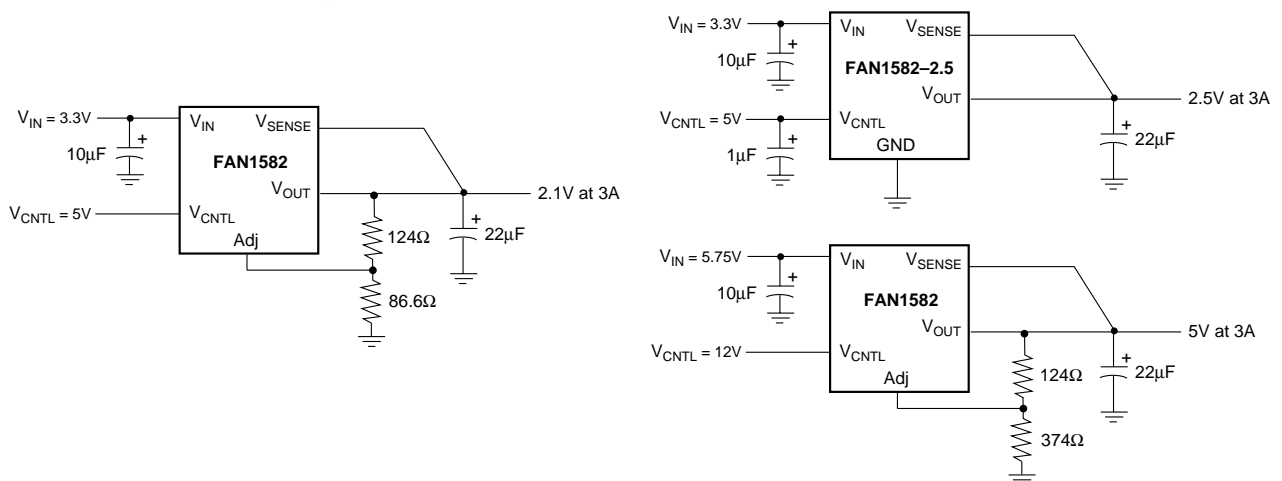 V_IN = 3.3V
10μF
+
V_IN
V_SENSE
FAN1582
V_OUT
V_CNTL = 5V
V_CNTL
Adj
2.1V at 3A
124Ω
+
22μF
86.6Ω
V_IN = 3.3V
+
10μF
V_IN
V_SENSE
FAN1582–2.5
V_OUT
2.5V at 3A
V_CNTL = 5V
V_CNTL
+
1μF
GND
+
22μF
V_IN = 5.75V
+
10μF
V_IN
V_SENSE
FAN1582
V_OUT
5V at 3A
V_CNTL = 12V
V_CNTL
Adj
124Ω
+
22μF
374Ω